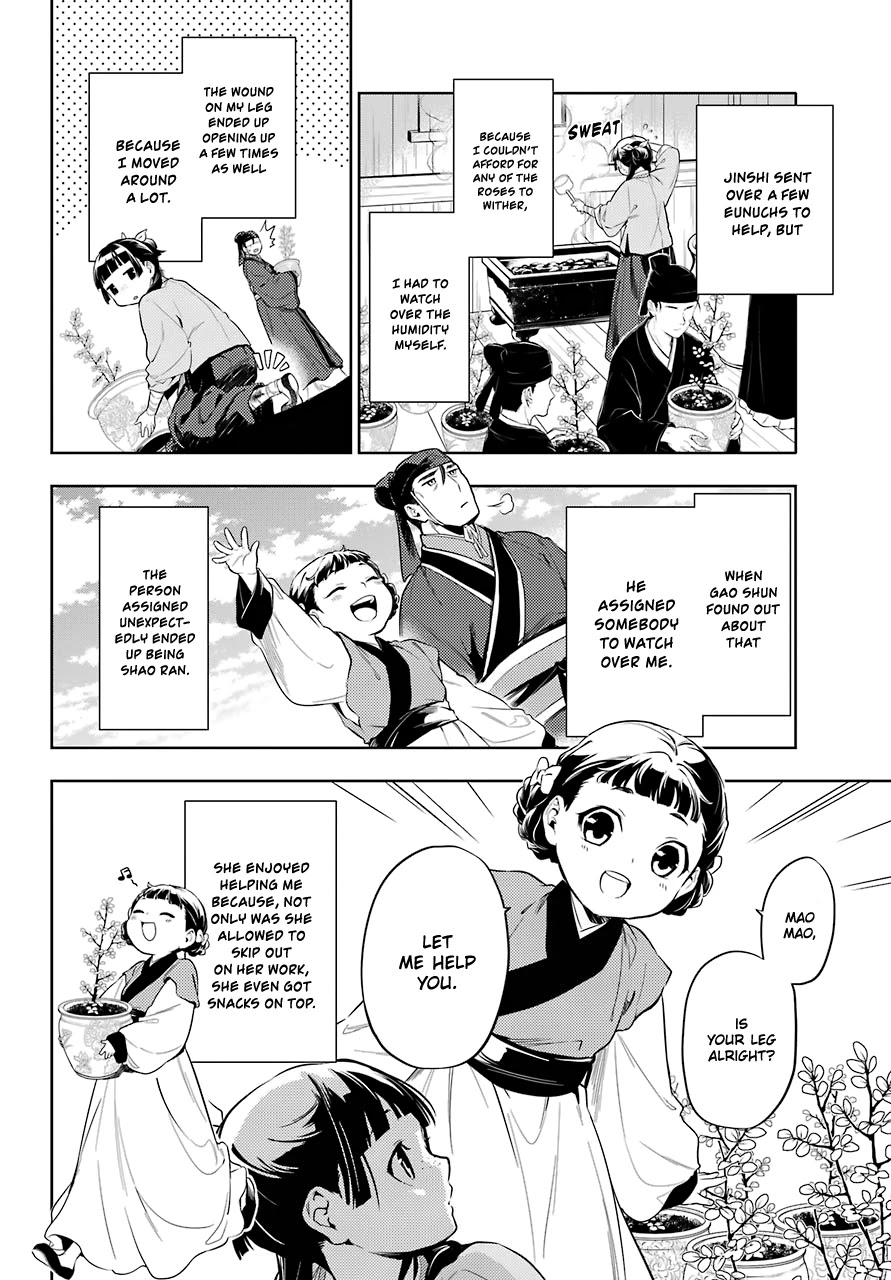 JINSHI SENT
OVER A FEW
EUNUCHS TO
HELP, BUT
SWEAT
BECAUSE
I COULDN'T
AFFORD FOR
ANY OF THE
ROSES TO
WITHER,
I HAD TO
WATCH
OVER THE
HUMIDITY
MYSELF.
THE WOUND
ON MY LEG
ENDED UP
OPENING UP
A FEW TIMES
AS WELL
BECAUSE
I MOVED
AROUND
A LOT.
WHEN
GAO SHUN
FOUND OUT
ABOUT
THAT
HE
ASSIGNED
SOMEBODY
TO WATCH
OVER ME.
THE
PERSON
ASSIGNED
UNEXPECT-
EDLY ENDED
UP BEING
SHAO RAN.
MAO
MAO,
IS
YOUR LEG
ALRIGHT?
LET
ME HELP
YOU.
SHE ENJOYED
HELPING ME
BECAUSE, NOT
ONLY WAS SHE
ALLOWED TO
SKIP OUT
ON HER WORK,
SHE EVEN GOT
SNACKS ON TOP.